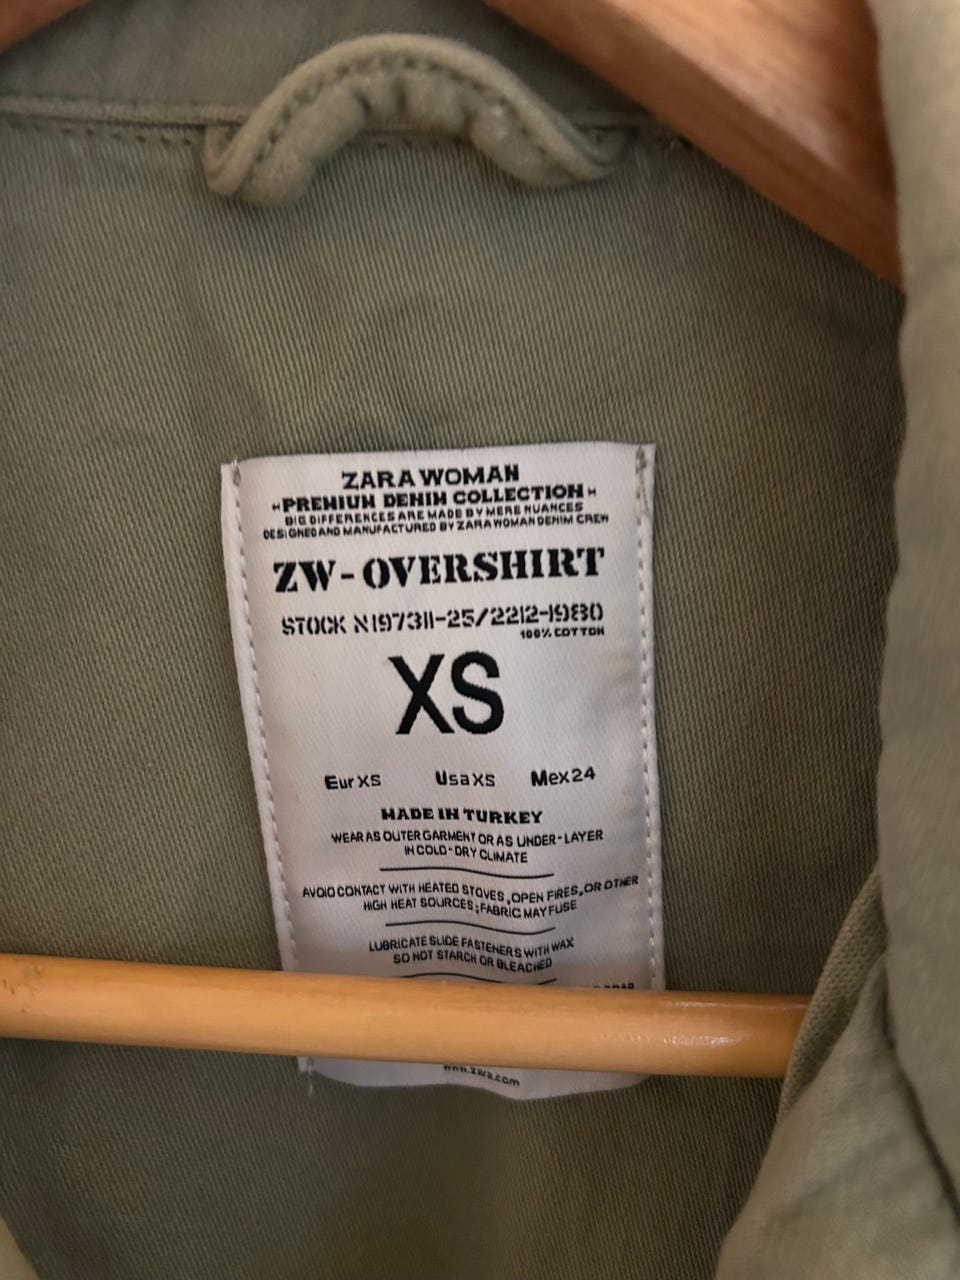 ZARA WOMAN
-PREMIUM DENIM COLLECTION-
BIG DIFFERENCES ARE MADE BY MERE NUANCES
DESIGNED AND MANUFACTURED BY ZARA WOMAN DENIM CREW
ZW-OVERSHIRT
STOCK N197311-25/2212-1980
100% COTTON
XS
Eur XS Usa XS Mex 24
MADE IN TURKEY
WEAR AS OUTER GARMENT OR AS UNDER-LAYER
IN COLD-DRY CLIMATE
AVOID CONTACT WITH HEATED STOVES, OPEN FIRES, OR OTHER
HIGH HEAT SOURCES; FABRIC MAY FUSE
LUBRICATE SLIDE FASTENERS WITH WAX
SO NOT STARCH OR BLEACHED
www.zara.com